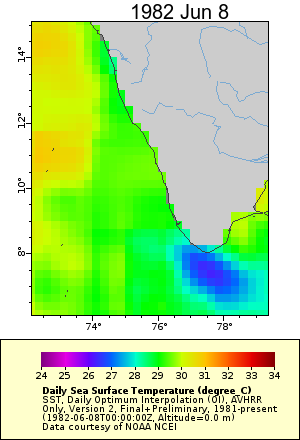 1982 Jun 8
14°
12°
10°
8°
74° 76° 78°
24 25 26 27 28 29 30 31 32 33 34
Daily Sea Surface Temperature (degree_C)
SST, Daily Optimum Interpolation (OI), AVHRR
Only, Version 2, Final+Preliminary, 1981-present
(1982-06-08T00:00:00Z, Altitude=0.0 m)
Data courtesy of NOAA NCEI